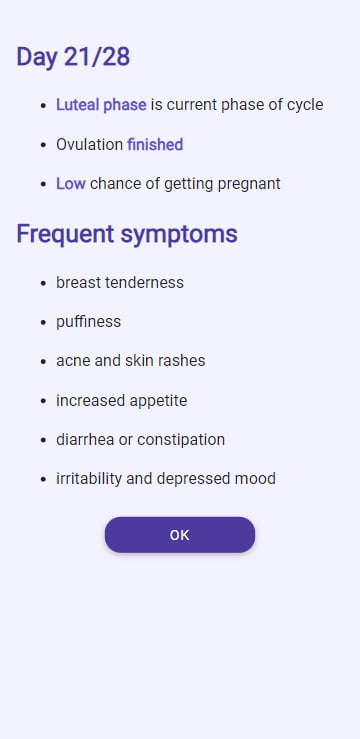 Day 21/28
Luteal phase is current phase of cycle
Ovulation finished
Low chance of getting pregnant
Frequent symptoms
breast tenderness
puffiness
acne and skin rashes
increased appetite
diarrhea or constipation
irritability and depressed mood
OK